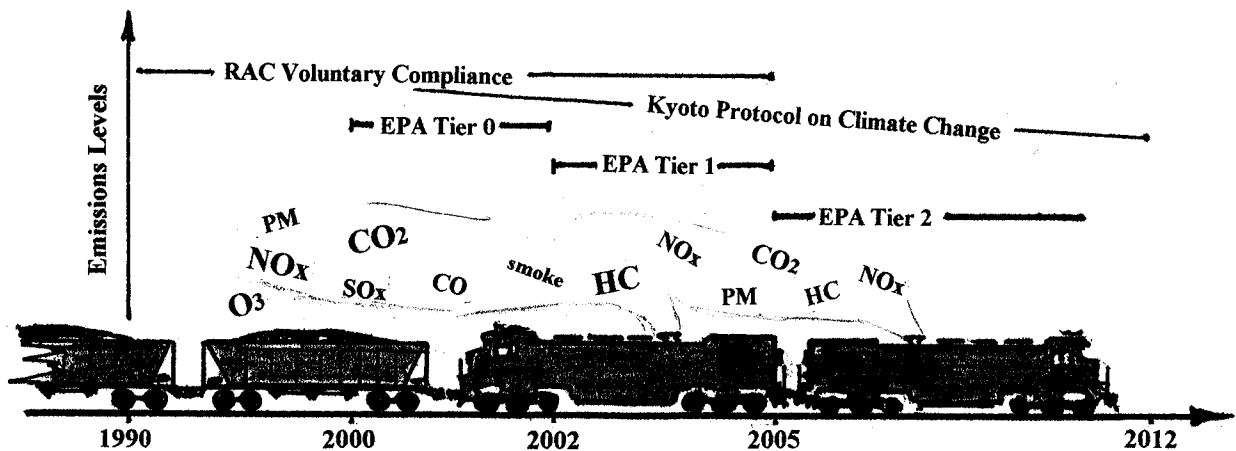 RAC Voluntary Compliance
Kyoto Protocol on Climate Change
EPA Tier 0
EPA Tier 1
EPA Tier 2
Emissions Levels
PM
CO2
NOx
SOx
O3
CO
smoke
HC
NOx
CO2
PM
HC
NOx
1990 2000 2002 2005 2012